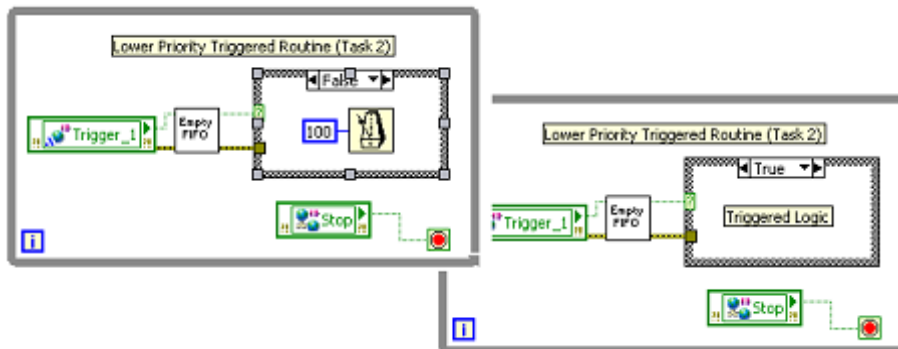 Lower Priority Triggered Routine (Task 2)
False
Trigger_1
Empty
FIFO
?
100
Stop
i
Lower Priority Triggered Routine (Task 2)
True
Trigger_1
Empty
FIFO
?
Triggered Logic
Stop
i